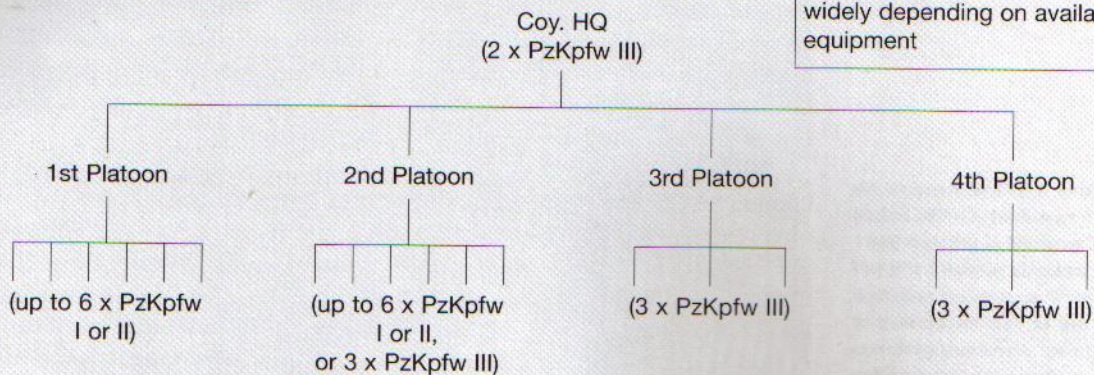 widely depending on availa
equipment
Coy. HQ
(2 x PzKpfw III)
1st Platoon
2nd Platoon
3rd Platoon
4th Platoon
(up to 6 x PzKpfw
I or II)
(up to 6 x PzKpfw
I or II,
or 3 x PzKpfw III)
(3 x PzKpfw III)
(3 x PzKpfw III)